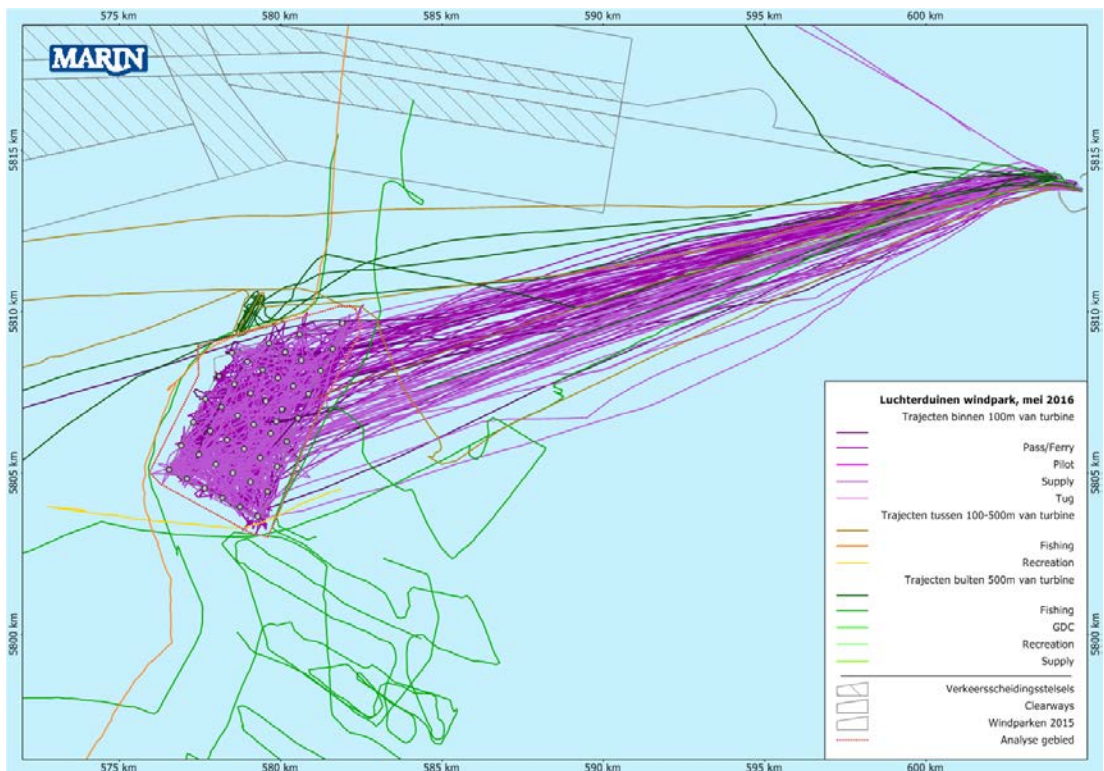 575 km 580 km 585 km 590 km 595 km 600 km
MARIN
5815 km 5815 km
5810 km 5810 km
5805 km 5805 km
5800 km 5800 km
Luchterduinen windpark, mei 2016
Trajecten binnen 100m van turbine
Pass/Ferry
Pilot
Supply
Tug
Trajecten tussen 100-500m van turbine
Fishing
Recreation
Trajecten buiten 500m van turbine
Fishing
GDC
Recreation
Supply
Verkeersscheidingsstelsels
Clearways
Windparken 2015
Analyse gebied
575 km 580 km 585 km 590 km 595 km 600 km